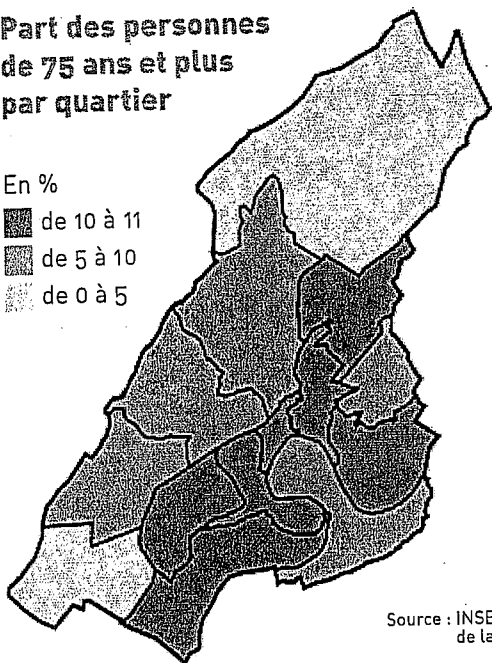 Part des personnes
de 75 ans et plus
par quartier
En %
de 10 à 11
de 5 à 10
de 0 à 5
Source : INSE
de la